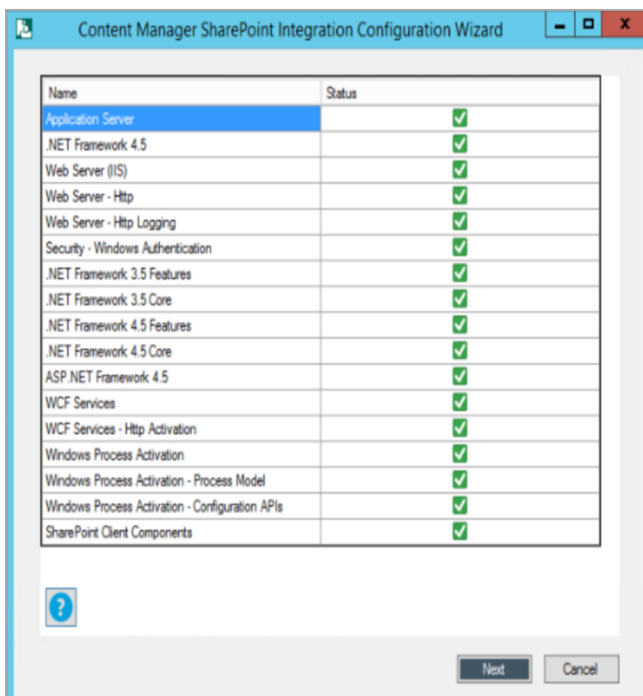 Content Manager SharePoint Integration Configuration Wizard
Name Status
Application Server
.NET Framework 4.5
Web Server (IIS)
Web Server - Http
Web Server - Http Logging
Security - Windows Authentication
.NET Framework 3.5 Features
.NET Framework 3.5 Core
.NET Framework 4.5 Features
.NET Framework 4.5 Core
ASP.NET Framework 4.5
WCF Services
WCF Services - Http Activation
Windows Process Activation
Windows Process Activation - Process Model
Windows Process Activation - Configuration APIs
SharePoint Client Components
?
Next Cancel